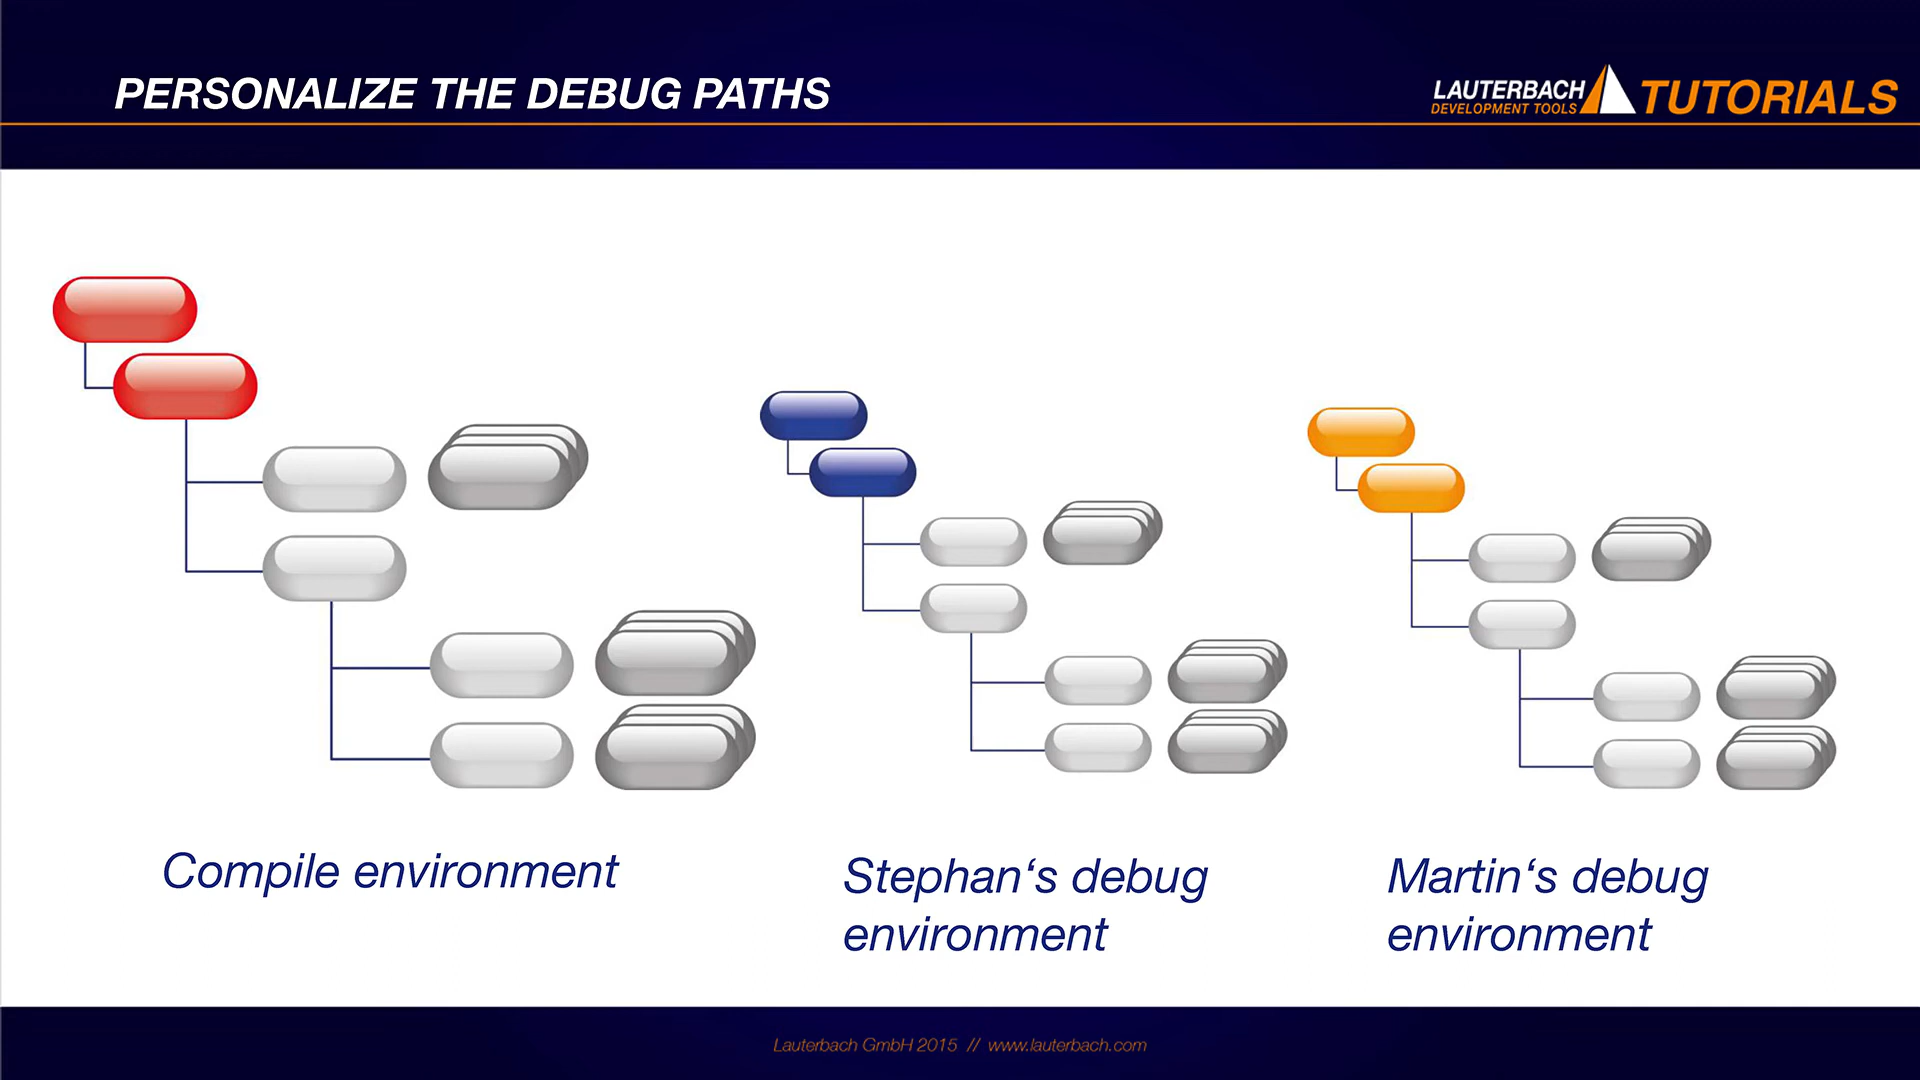 PERSONALIZE THE DEBUG PATHS
LAUTERBACH
DEVELOPMENT TOOLS
TUTORIALS
Compile environment
Stephan‘s debug
environment
Martin‘s debug
environment
Lauterbach GmbH 2015 // www.lauterbach.com